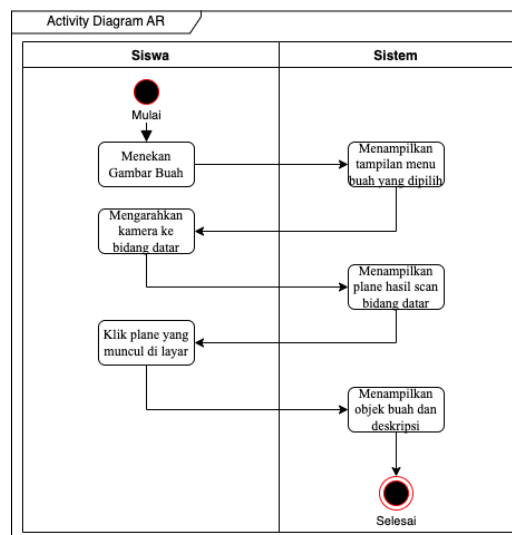 Activity Diagram AR
Siswa
Sistem
Mulai
Menekan
Gambar Buah
Menampilkan
tampilan menu
buah yang dipilih
Mengarahkan
kamera ke
bidang datar
Menampilkan
plane hasil scan
bidang datar
Klik plane yang
muncul di layar
Menampilkan
objek buah dan
deskripsi
Selesai